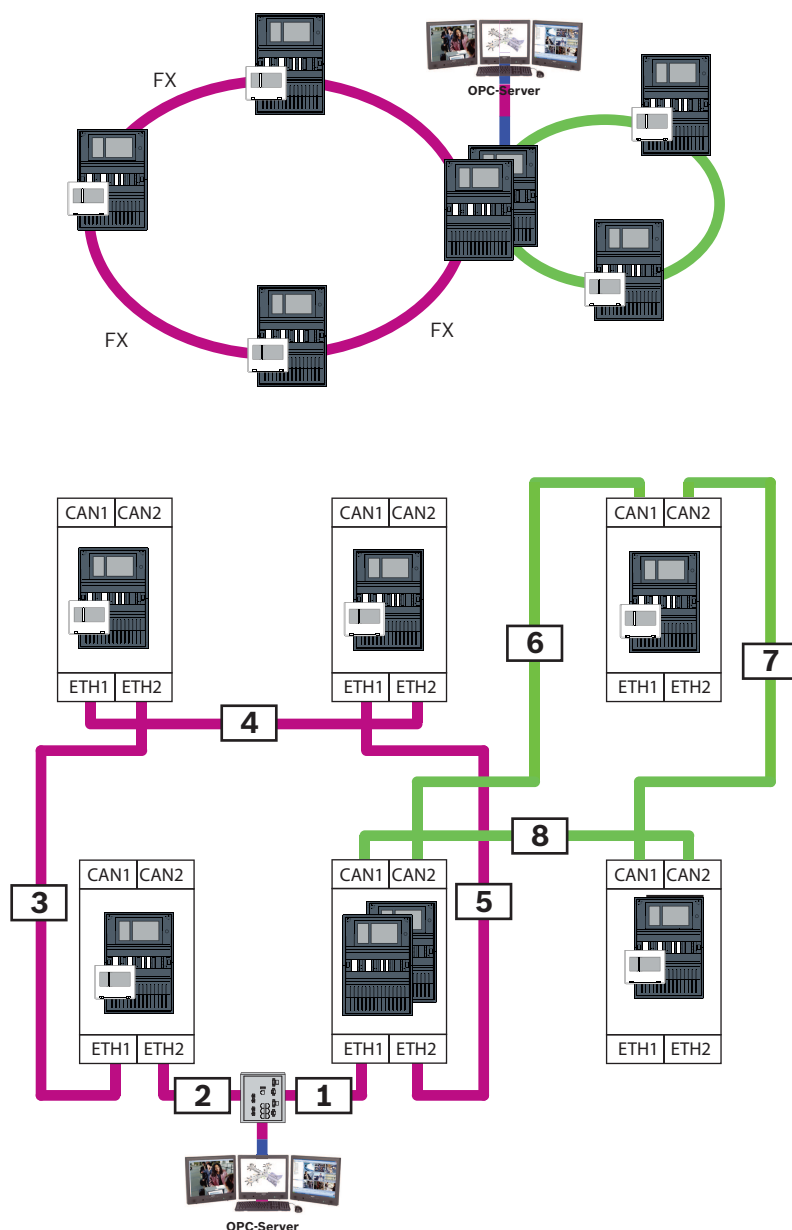 FX
OPC-Server
FX
FX
CAN1 CAN2
CAN1 CAN2
CAN1 CAN2
6
7
ETH1 ETH2
ETH1 ETH2
ETH1 ETH2
4
8
CAN1 CAN2
CAN1 CAN2
CAN1 CAN2
3
5
ETH1 ETH2
ETH1 ETH2
ETH1 ETH2
2
1
OPC-Server